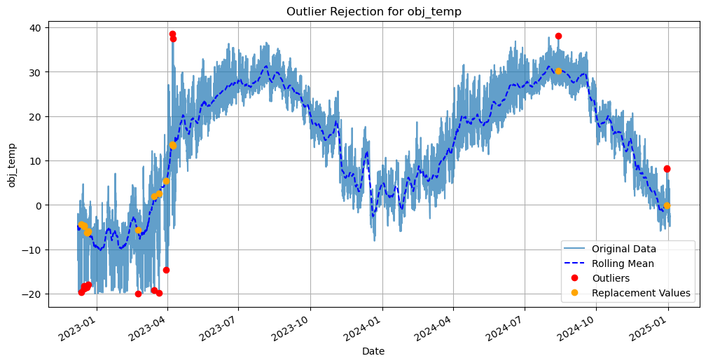 Outlier Rejection for obj_temp
obj_temp
40
30
20
10
0
−10
−20
2023-01
2023-04
2023-07
2023-10
2024-01
2024-04
2024-07
2024-10
2025-01
Date
Original Data
Rolling Mean
Outliers
Replacement Values